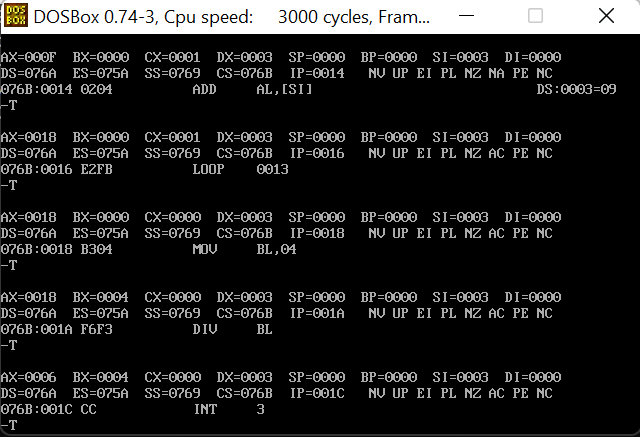 DOS
BOX
DOSBox 0.74-3, Cpu speed: 3000 cycles, Fram...
AX=000F BX=0000 CX=0001 DX=0003 SP=0000 BP=0000 SI=0003 DI=0000
DS=076A ES=075A SS=0769 CS=076B IP=0014 NV UP EI PL NZ NA PE NC
076B:0014 0204 ADD AL,[SI] DS:0003=09
-T
AX=0018 BX=0000 CX=0001 DX=0003 SP=0000 BP=0000 SI=0003 DI=0000
DS=076A ES=075A SS=0769 CS=076B IP=0016 NV UP EI PL NZ AC PE NC
076B:0016 E2FB LOOP 0013
-T
AX=0018 BX=0000 CX=0000 DX=0003 SP=0000 BP=0000 SI=0003 DI=0000
DS=076A ES=075A SS=0769 CS=076B IP=0018 NV UP EI PL NZ AC PE NC
076B:0018 B304 MOV BL,04
-T
AX=0018 BX=0004 CX=0000 DX=0003 SP=0000 BP=0000 SI=0003 DI=0000
DS=076A ES=075A SS=0769 CS=076B IP=001A NV UP EI PL NZ AC PE NC
076B:001A F6F3 DIV BL
-T
AX=0006 BX=0004 CX=0000 DX=0003 SP=0000 BP=0000 SI=0003 DI=0000
DS=076A ES=075A SS=0769 CS=076B IP=001C NV UP EI PL NZ AC PE NC
076B:001C CC INT 3
-T